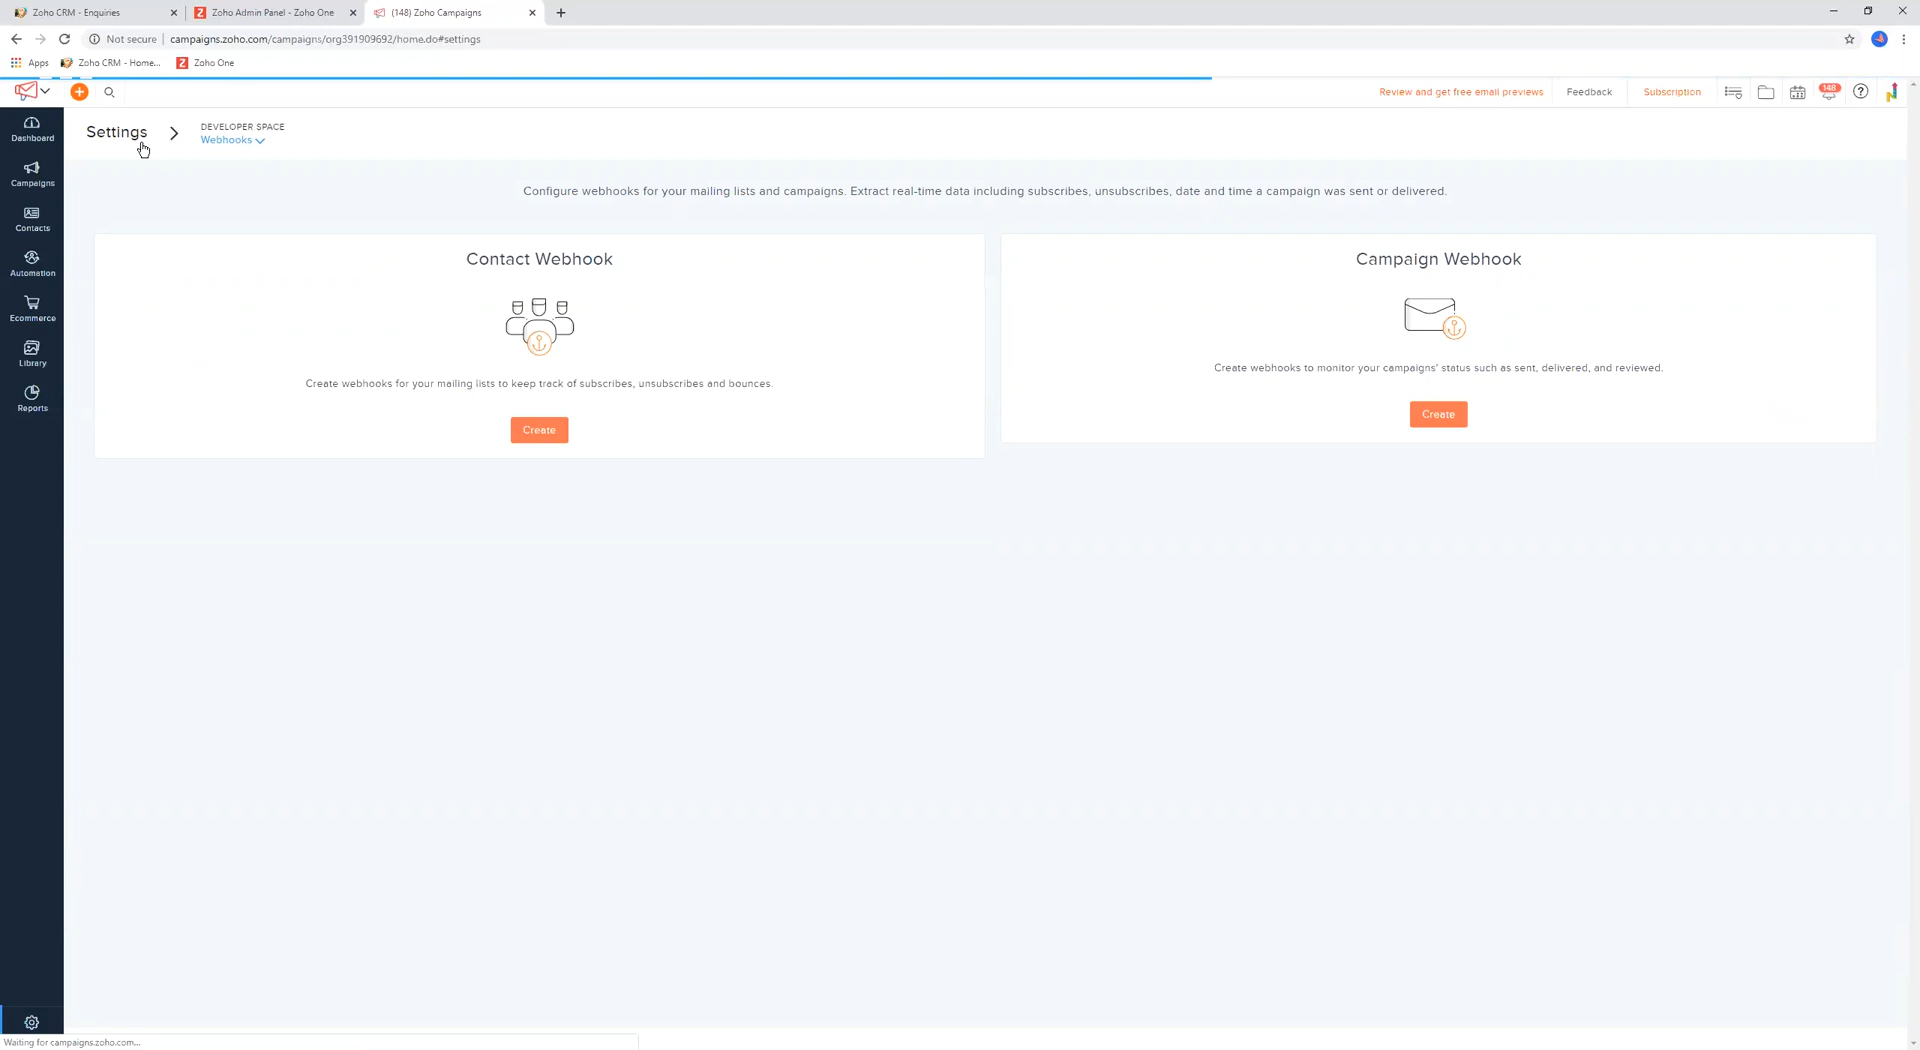 Zoho CRM - Enquiries
Zoho Admin Panel - Zoho One
(148) Zoho Campaigns
Not secure
campaigns.zoho.com/campaigns/org391909692/home.do#settings
Apps
Zoho CRM - Home...
Zoho One
Review and get free email previews
Feedback
Subscription
148
Dashboard
Campaigns
Contacts
Automation
Ecommerce
Library
Reports
Settings
DEVELOPER SPACE
Webhooks
Configure webhooks for your mailing lists and campaigns. Extract real-time data including subscribes, unsubscribes, date and time a campaign was sent or delivered.
Contact Webhook
Create webhooks for your mailing lists to keep track of subscribes, unsubscribes and bounces.
Create
Campaign Webhook
Create webhooks to monitor your campaigns' status such as sent, delivered, and reviewed.
Create
Waiting for campaigns.zoho.com...